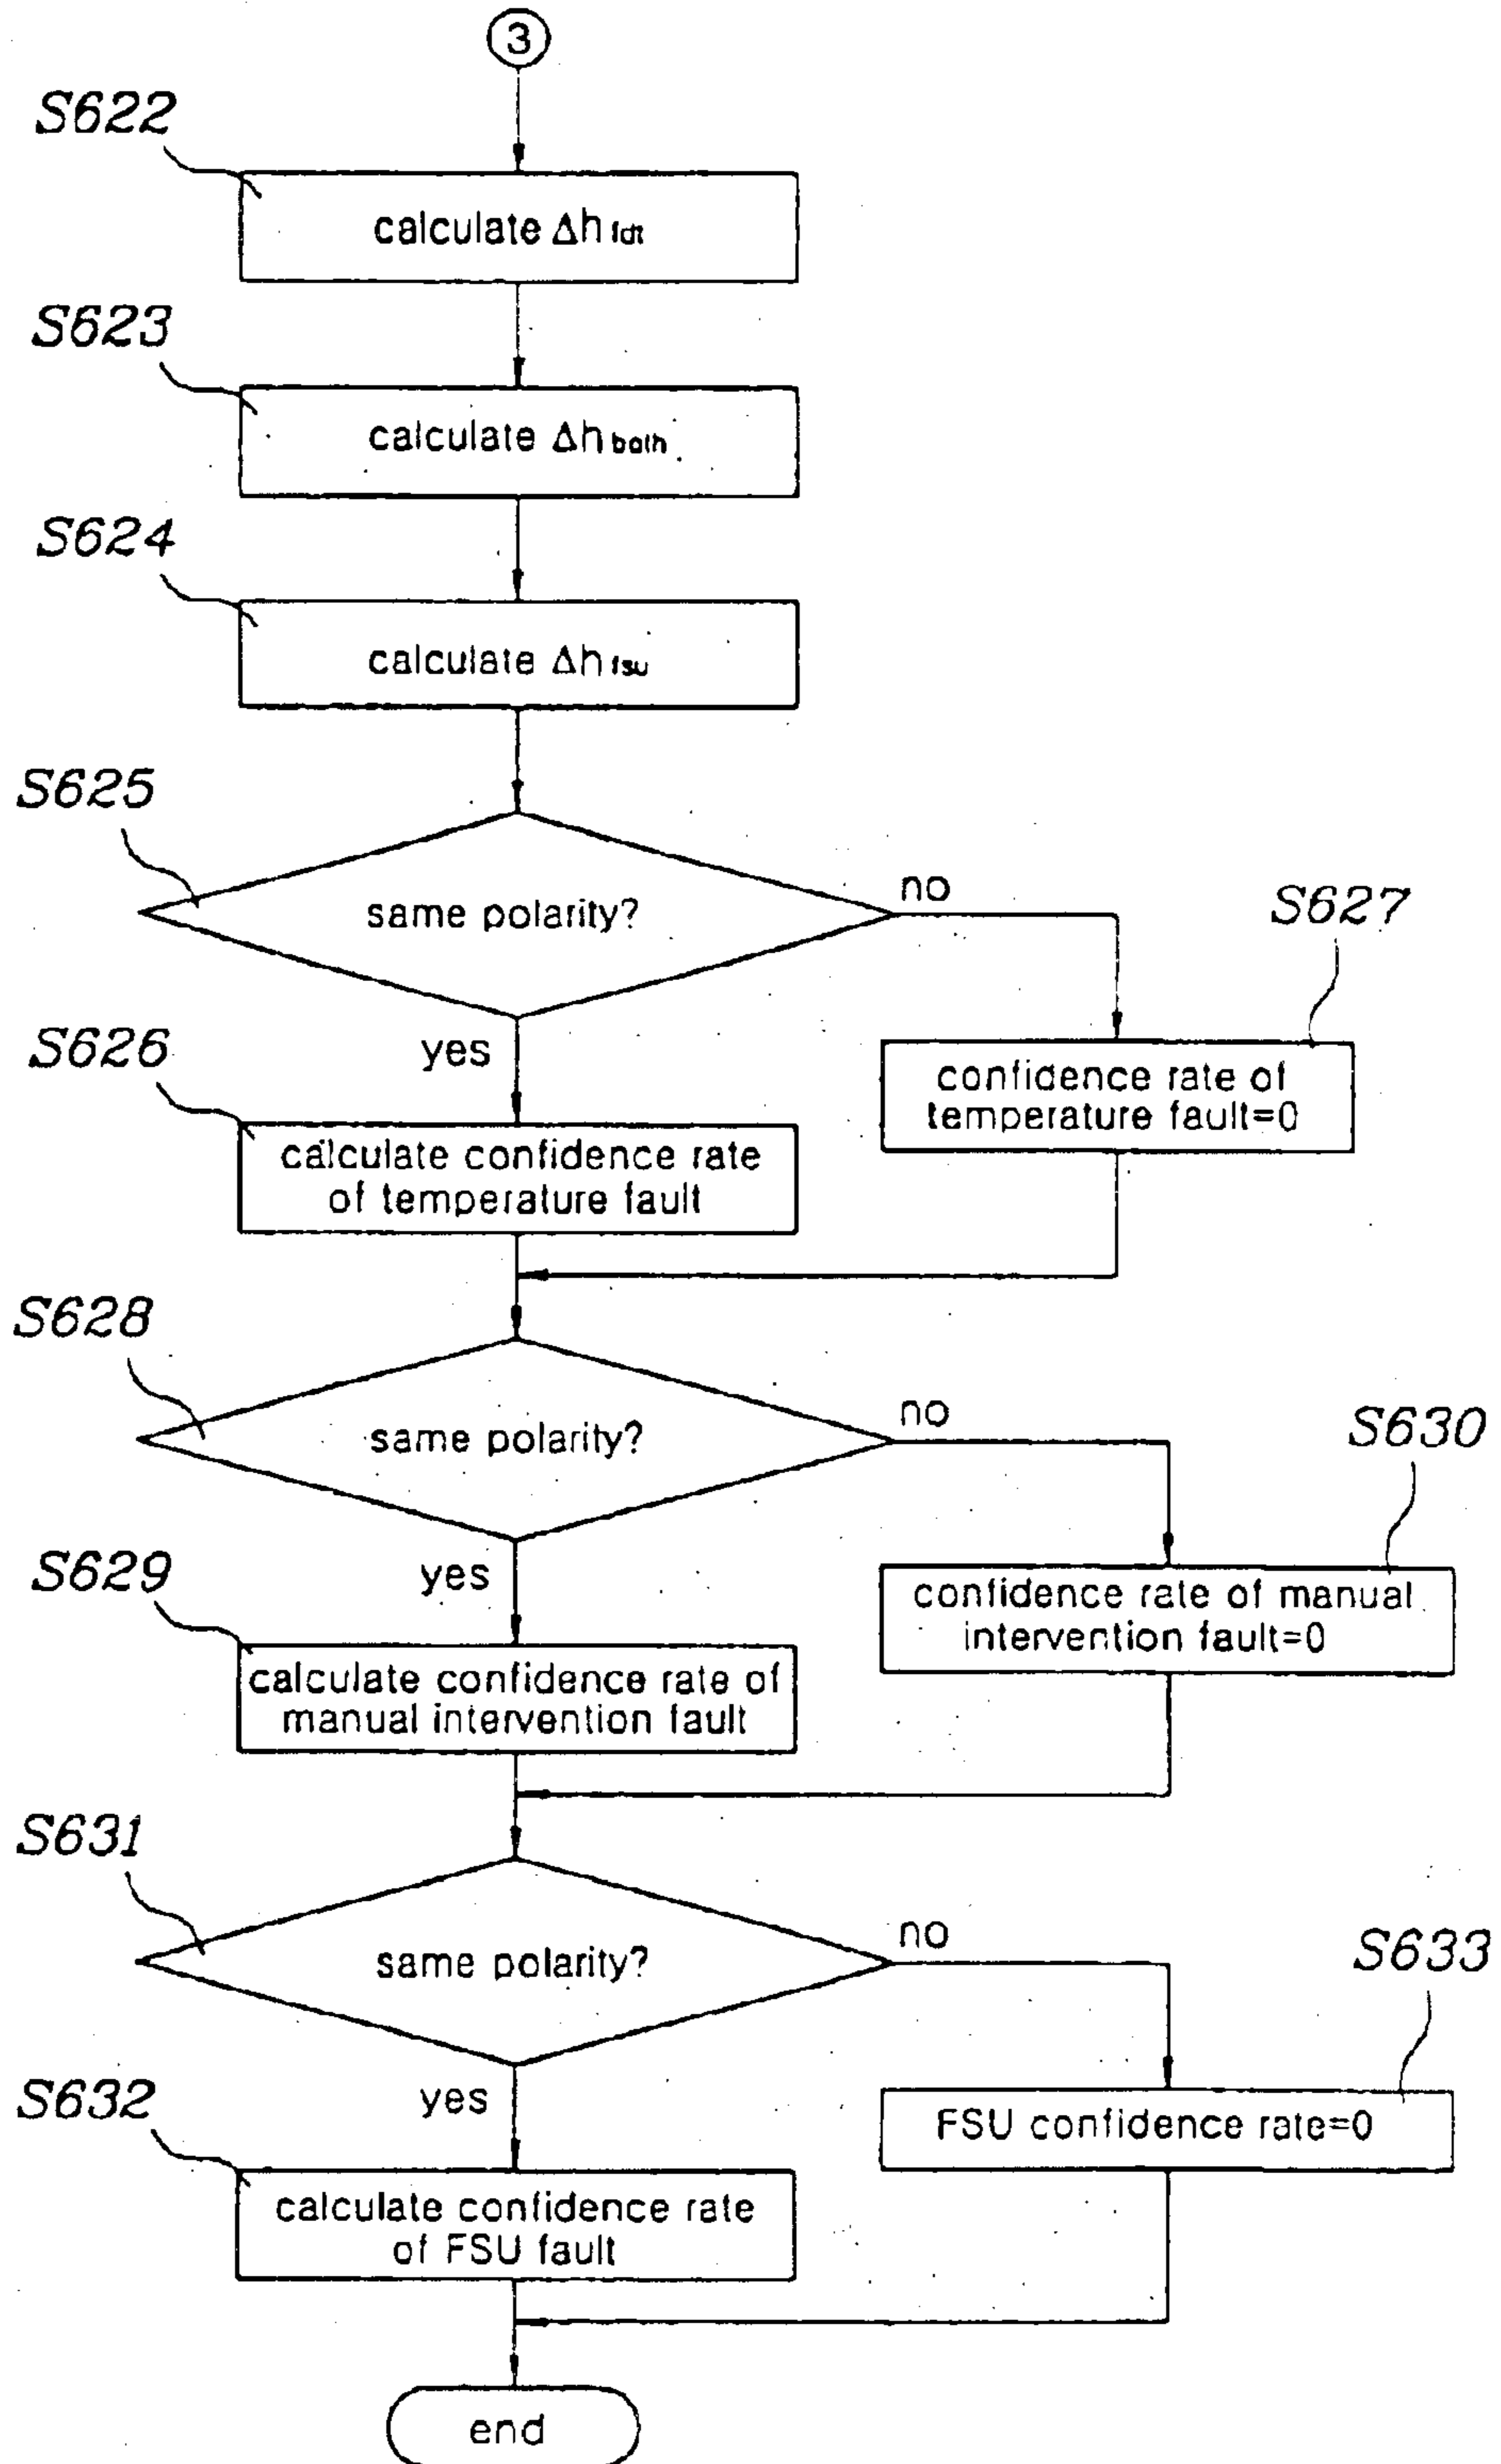 3
S622
calculate Δh fdt
S623
calculate Δh both
S624
calculate Δh fsu
S625
same polarity?
no
S627
yes
S626
confidence rate of
temperature fault=0
calculate confidence rate
of temperature fault
S628
same polarity?
no
S630
yes
S629
confidence rate of manual
intervention fault=0
calculate confidence rate of
manual intervention fault
S631
same polarity?
no
S633
yes
S632
FSU confidence rate=0
calculate confidence rate
of FSU fault
end